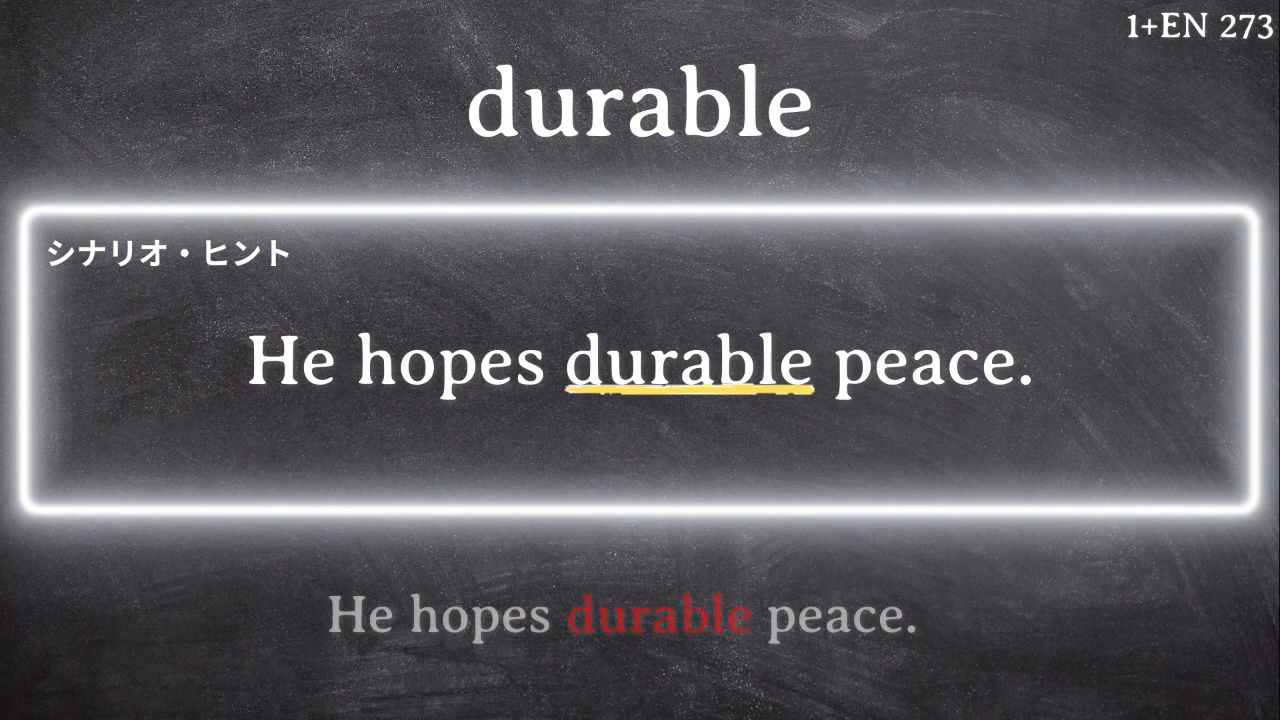 1+EN 273
durable
シナリオ・ヒント
He hopes durable peace.
He hopes durable peace.